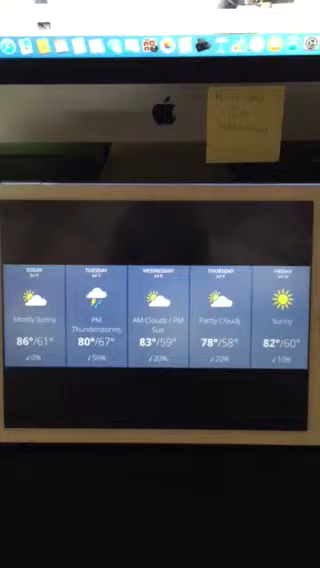 TODAY
TUESDAY
WEDNESDAY
THURSDAY
FRIDAY
Mostly Sunny
PM
Thunderstorms
AM Clouds / PM
Sun
Partly Cloudy
Sunny
86°/61°
80°/67°
83°/59°
78°/58°
82°/60°
0%
50%
20%
20%
10%